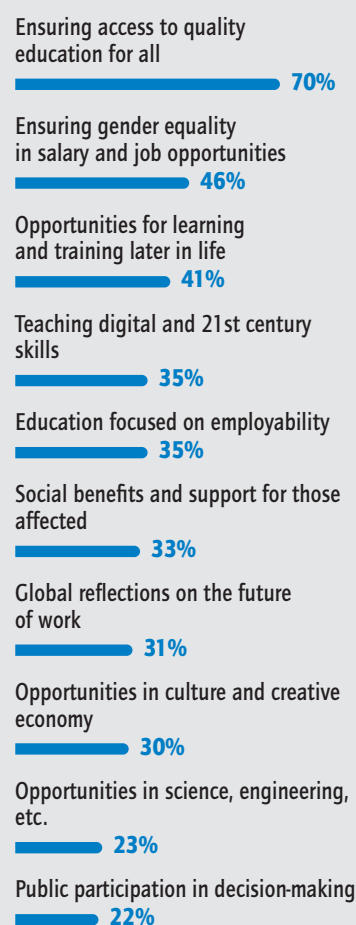 Ensuring access to quality
education for all
70%
Ensuring gender equality
in salary and job opportunities
46%
Opportunities for learning
and training later in life
41%
Teaching digital and 21st century
skills
35%
Education focused on employability
35%
Social benefits and support for those
affected
33%
Global reflections on the future
of work
31%
Opportunities in culture and creative
economy
30%
Opportunities in science, engineering,
etc.
23%
Public participation in decision-making
22%